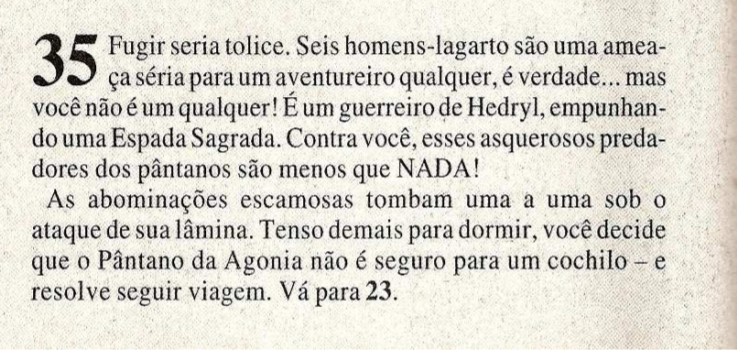 35 Fugir seria tolice. Seis homens-lagarto são uma amea-
ça séria para um aventureiro qualquer, é verdade... mas
você não é um qualquer! É um guerreiro de Hedryl, empunhan-
do uma Espada Sagrada. Contra você, esses asquerosos preda-
dores dos pântanos são menos que NADA!
As abominações escamosas tombam uma a uma sob o
ataque de sua lâmina. Tenso demais para dormir, você decide
que o Pântano da Agonia não é seguro para um cochilo – e
resolve seguir viagem. Vá para 23.